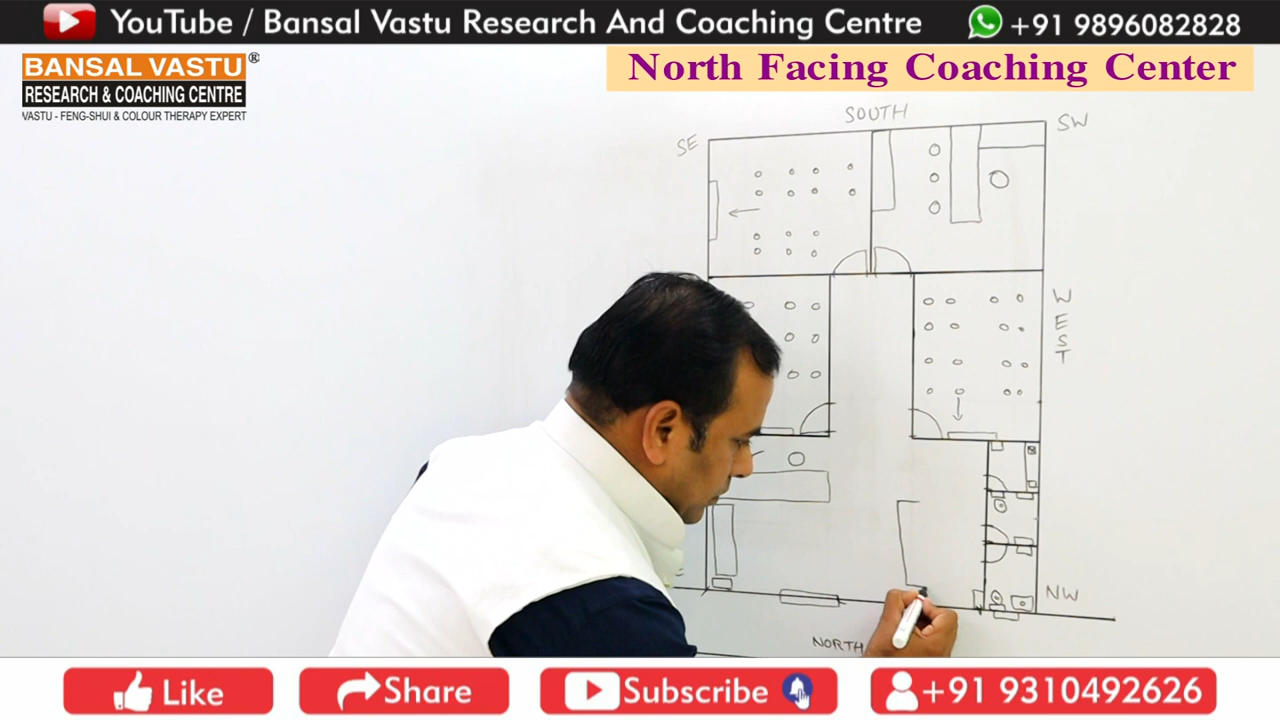 YouTube / Bansal Vastu Research And Coaching Centre
+91 9896082828
BANSAL VASTU®
RESEARCH & COACHING CENTRE
VASTU - FENG-SHUI & COLOUR THERAPY EXPERT
North Facing Coaching Center
SOUTH
SW
SE
WEST
NW
NORTH
Like
Share
Subscribe
+91 9310492626